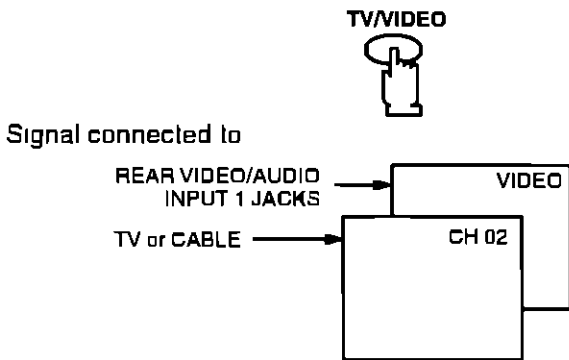 TV/VIDEO
Signal connected to
REAR VIDEO/AUDIO
INPUT 1 JACKS
VIDEO
TV or CABLE
CH 02